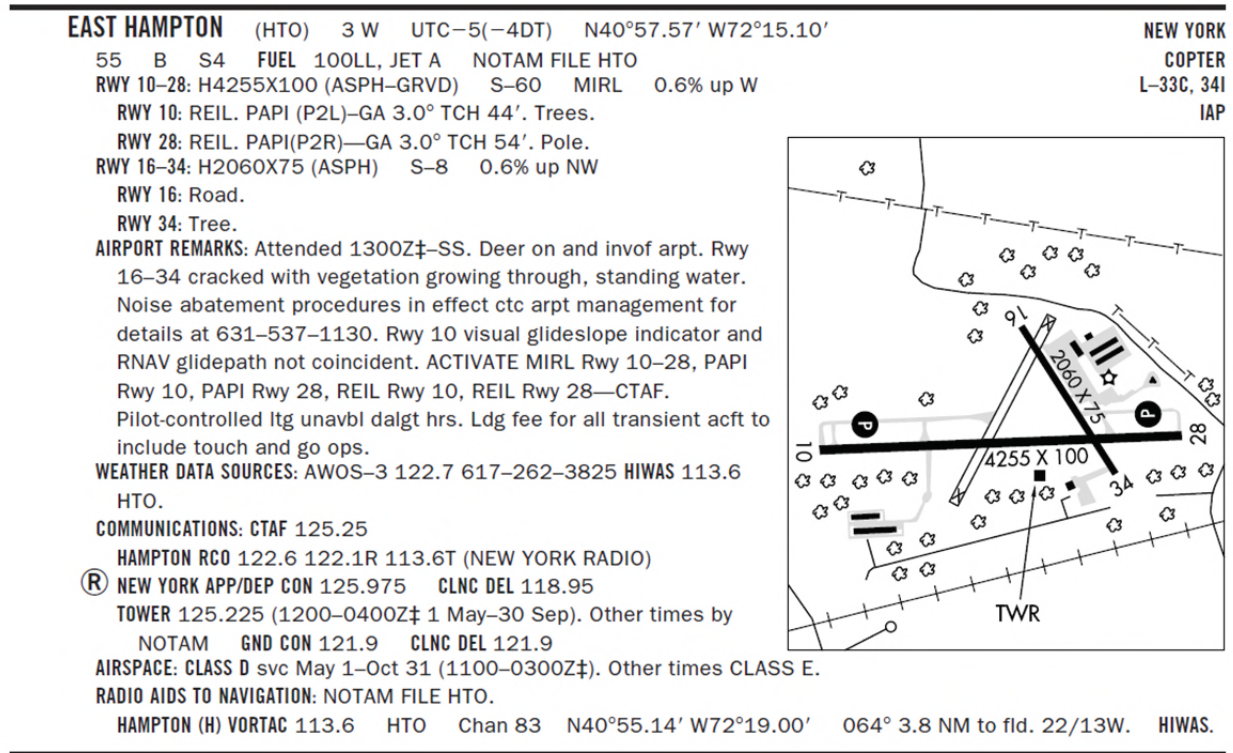 EAST HAMPTON (HTO) 3 W UTC−5(−4DT) N40°57.57′ W72°15.10′ NEW YORK
55 B S4 FUEL 100LL, JET A NOTAM FILE HTO COPTER
RWY 10–28: H4255X100 (ASPH–GRVD) S–60 MIRL 0.6% up W L–33C, 34I
RWY 10: REIL. PAPI (P2L)–GA 3.0° TCH 44′. Trees. IAP
RWY 28: REIL. PAPI(P2R)—GA 3.0° TCH 54′. Pole.
RWY 16–34: H2060X75 (ASPH) S–8 0.6% up NW
RWY 16: Road.
RWY 34: Tree.
AIRPORT REMARKS: Attended 1300Z‡–SS. Deer on and invof arpt. Rwy
16–34 cracked with vegetation growing through, standing water.
Noise abatement procedures in effect ctc arpt management for
details at 631–537–1130. Rwy 10 visual glideslope indicator and
RNAV glidepath not coincident. ACTIVATE MIRL Rwy 10–28, PAPI
Rwy 10, PAPI Rwy 28, REIL Rwy 10, REIL Rwy 28—CTAF.
Pilot-controlled ltg unavbl dalgt hrs. Ldg fee for all transient acft to
include touch and go ops.
WEATHER DATA SOURCES: AWOS–3 122.7 617–262–3825 HIWAS 113.6
HTO.
COMMUNICATIONS: CTAF 125.25
HAMPTON RCO 122.6 122.1R 113.6T (NEW YORK RADIO)
Ⓡ NEW YORK APP/DEP CON 125.975 CLNC DEL 118.95
TOWER 125.225 (1200–0400Z‡ 1 May–30 Sep). Other times by
NOTAM GND CON 121.9 CLNC DEL 121.9
AIRSPACE: CLASS D svc May 1–Oct 31 (1100–0300Z‡). Other times CLASS E.
RADIO AIDS TO NAVIGATION: NOTAM FILE HTO.
HAMPTON (H) VORTAC 113.6 HTO Chan 83 N40°55.14′ W72°19.00′ 064° 3.8 NM to fld. 22/13W. HIWAS.
T T T T T T T T
16
T
T
2060 X 75
P
P
28
10
4255 X 100
34
TWR